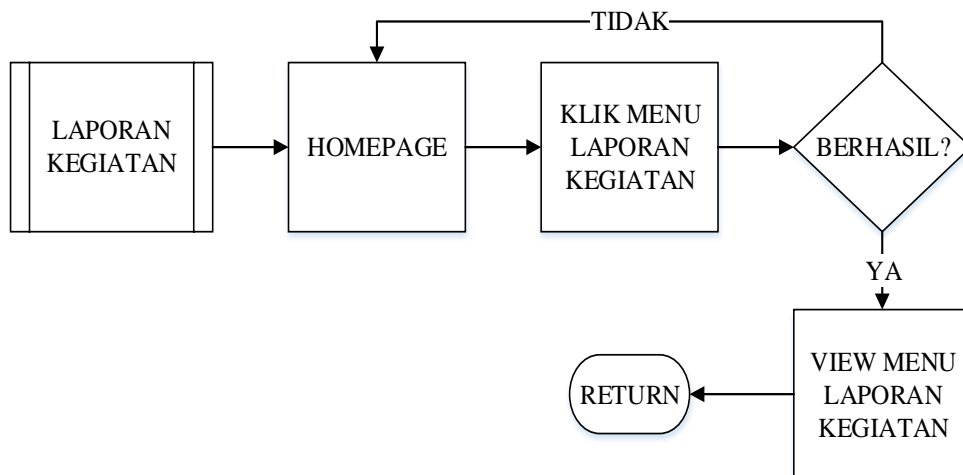 TIDAK
LAPORAN
KEGIATAN
HOMEPAGE
KLIK MENU
LAPORAN
KEGIATAN
BERHASIL?
YA
VIEW MENU
LAPORAN
KEGIATAN
RETURN